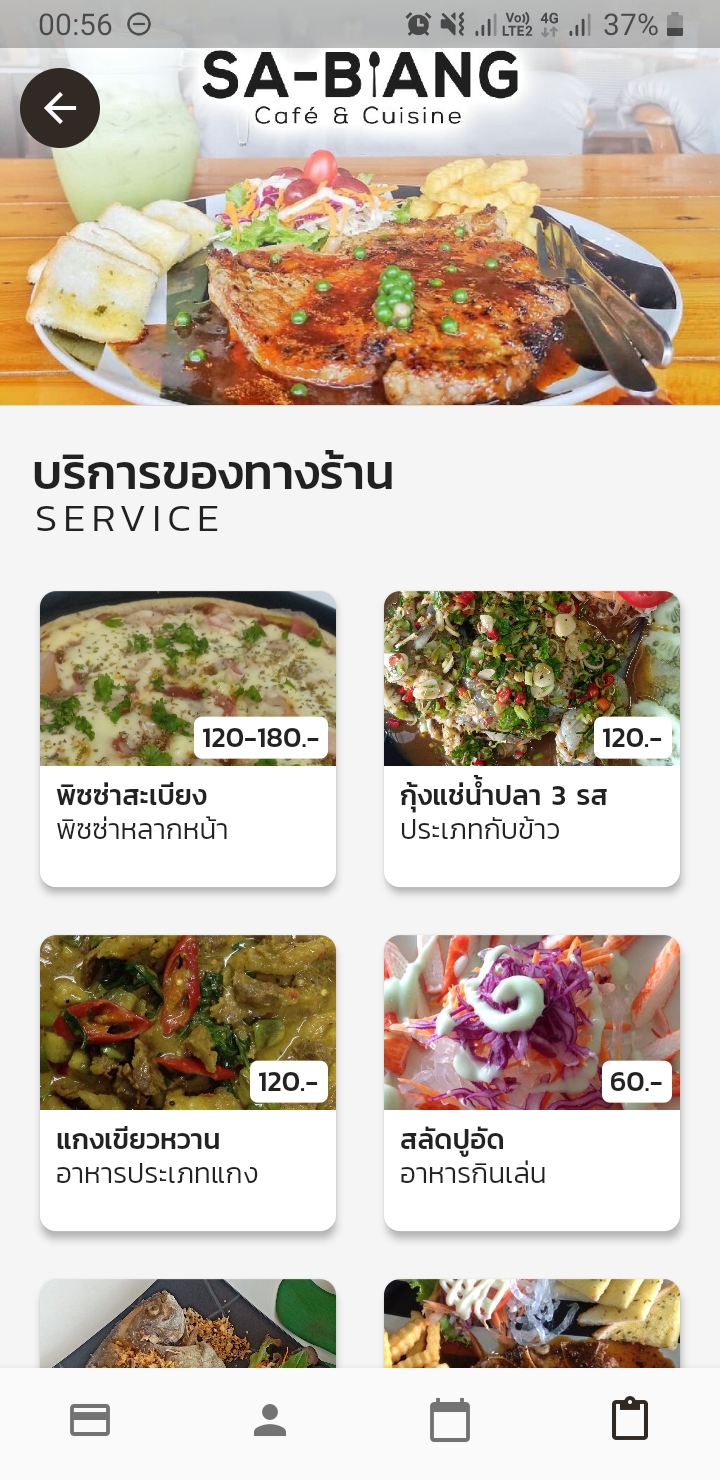 00:56
Vo))
LTE2
4G
37%
SA-BIANG
Café & Cuisine
บริการของทางร้าน
SERVICE
120-180.-
120.-
พิซซ่าสะเบียง
พิซซ่าหลากหน้า
กุ้งแช่น้ำปลา 3 รส
ประเภทกับข้าว
120.-
60.-
แกงเขียวหวาน
อาหารประเภทแกง
สลัดปูอัด
อาหารกินเล่น